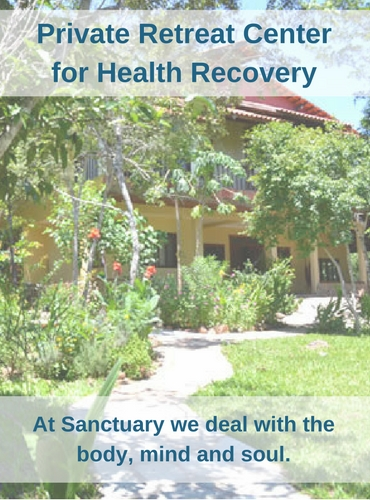 Private Retreat Center
for Health Recovery
At Sanctuary we deal with the
body, mind and soul.